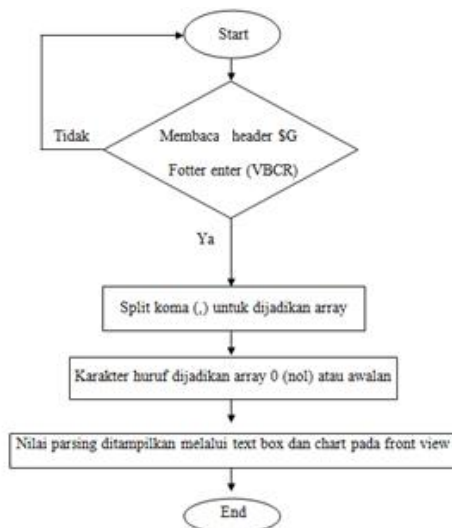 Start
Membaca header $G
Fotter enter (VBCR)
Tidak
Ya
Split koma (,) untuk dijadikan array
Karakter huruf dijadikan array 0 (nol) atau awalan
Nilai parsing ditampilkan melalui text box dan chart pada front view
End